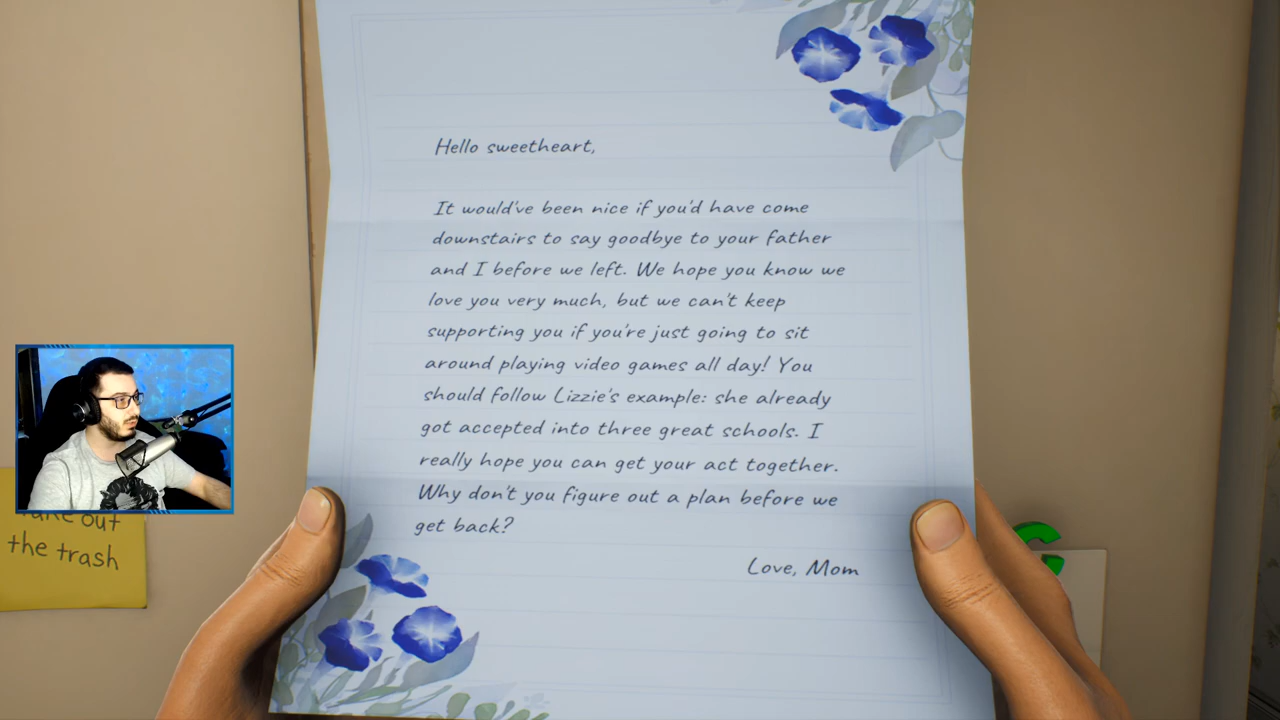 Hello sweetheart,
It would've been nice if you'd have come
downstairs to say goodbye to your father
and I before we left. We hope you know we
love you very much, but we can't keep
supporting you if you're just going to sit
around playing video games all day! You
should follow Lizzie's example: she already
got accepted into three great schools. I
really hope you can get your act together.
Why don't you figure out a plan before we
get back?
Love, Mom
out
the trash